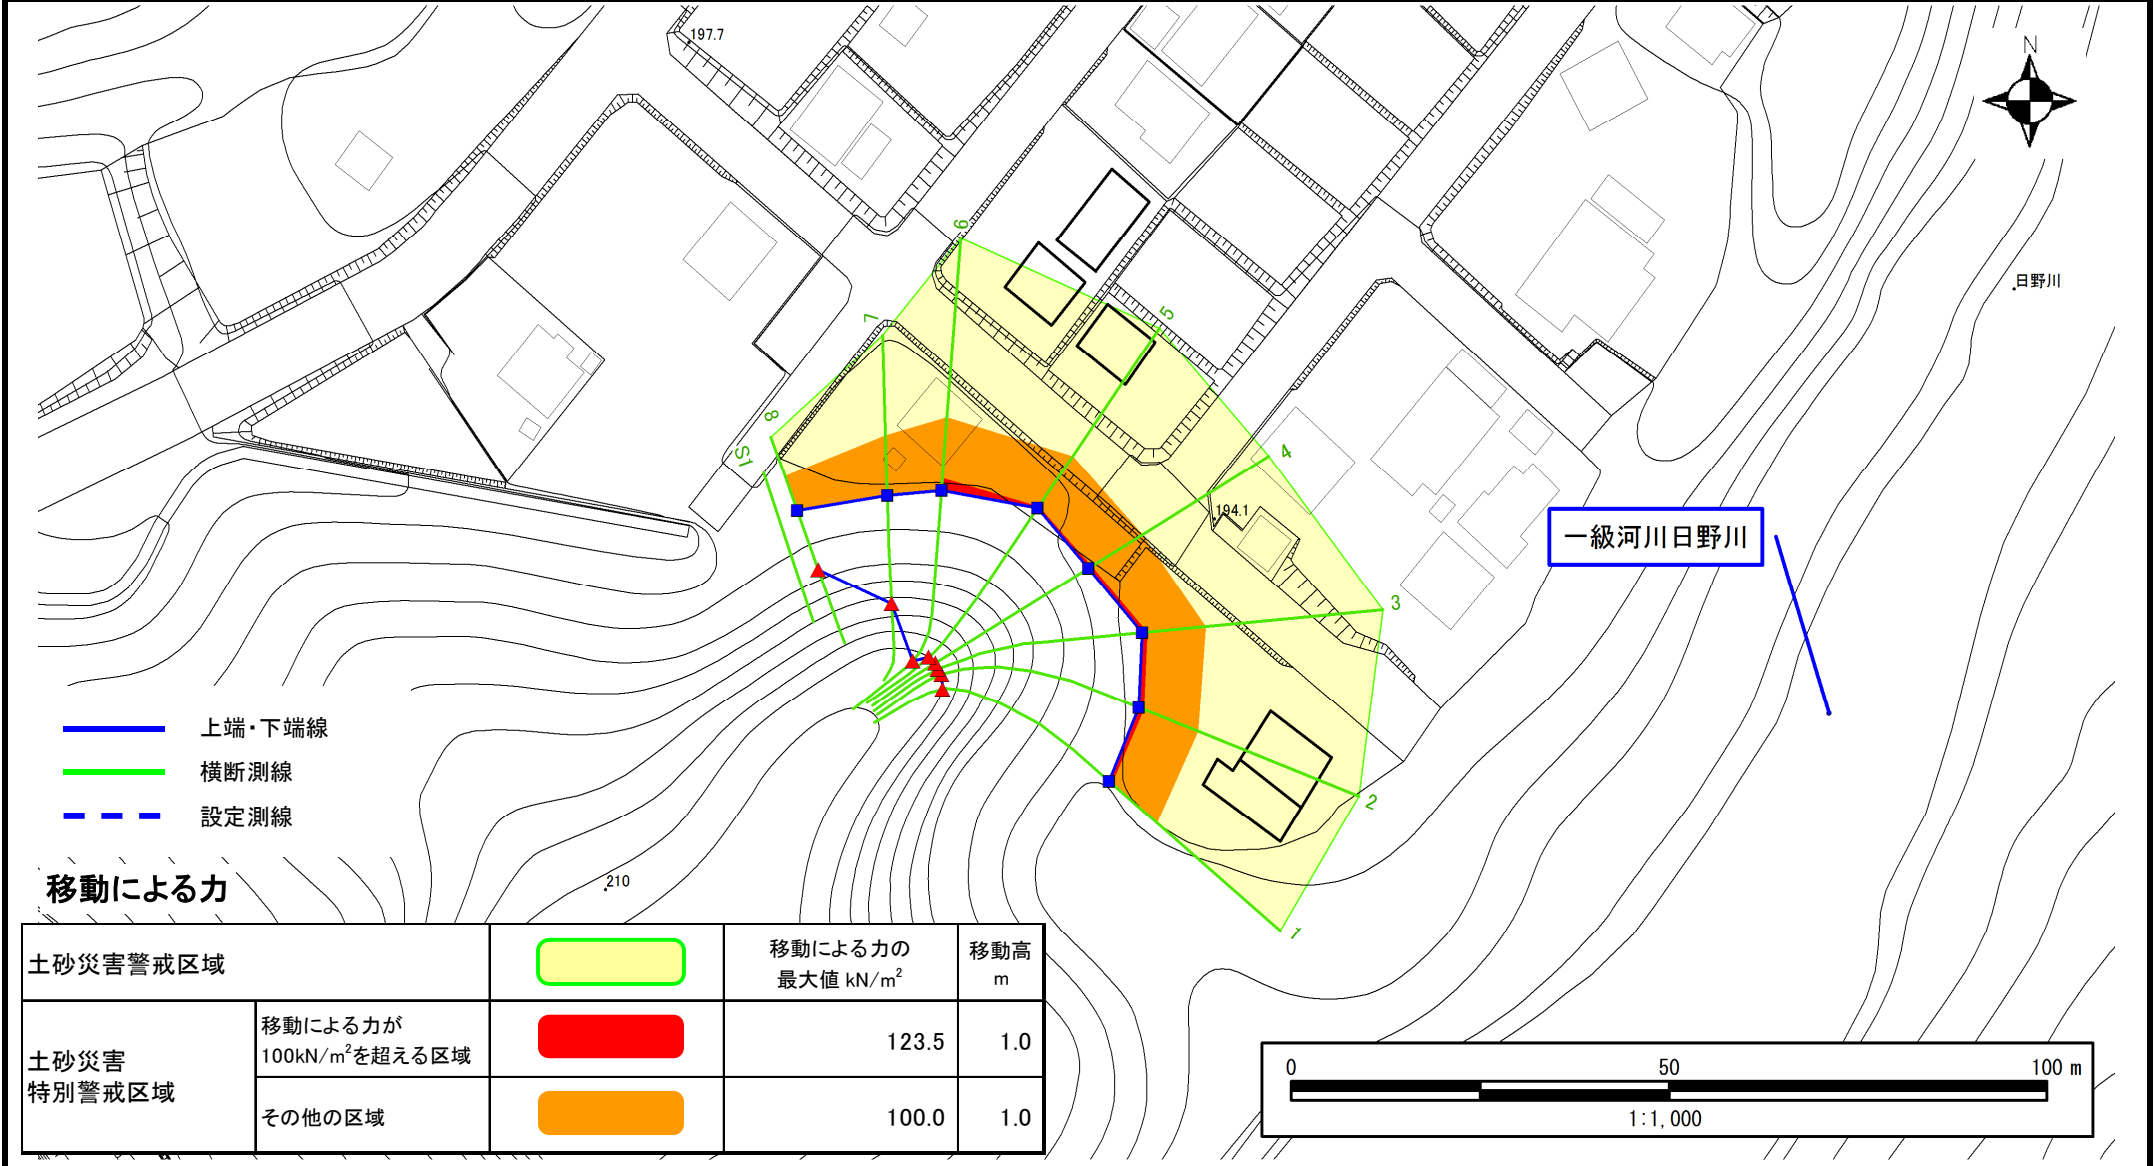 197.7
N
日野川
6
5
7
8
S1
4
194.1
一級河川日野川
3
2
1
上端・下端線
横断測線
設定測線
210
移動による力
土砂災害警戒区域
移動による力の
最大値 kN/m²
移動高
m
土砂災害
特別警戒区域
移動による力が
100kN/m²を超える区域
123.5
1.0
その他の区域
100.0
1.0
0
50
100 m
1:1,000